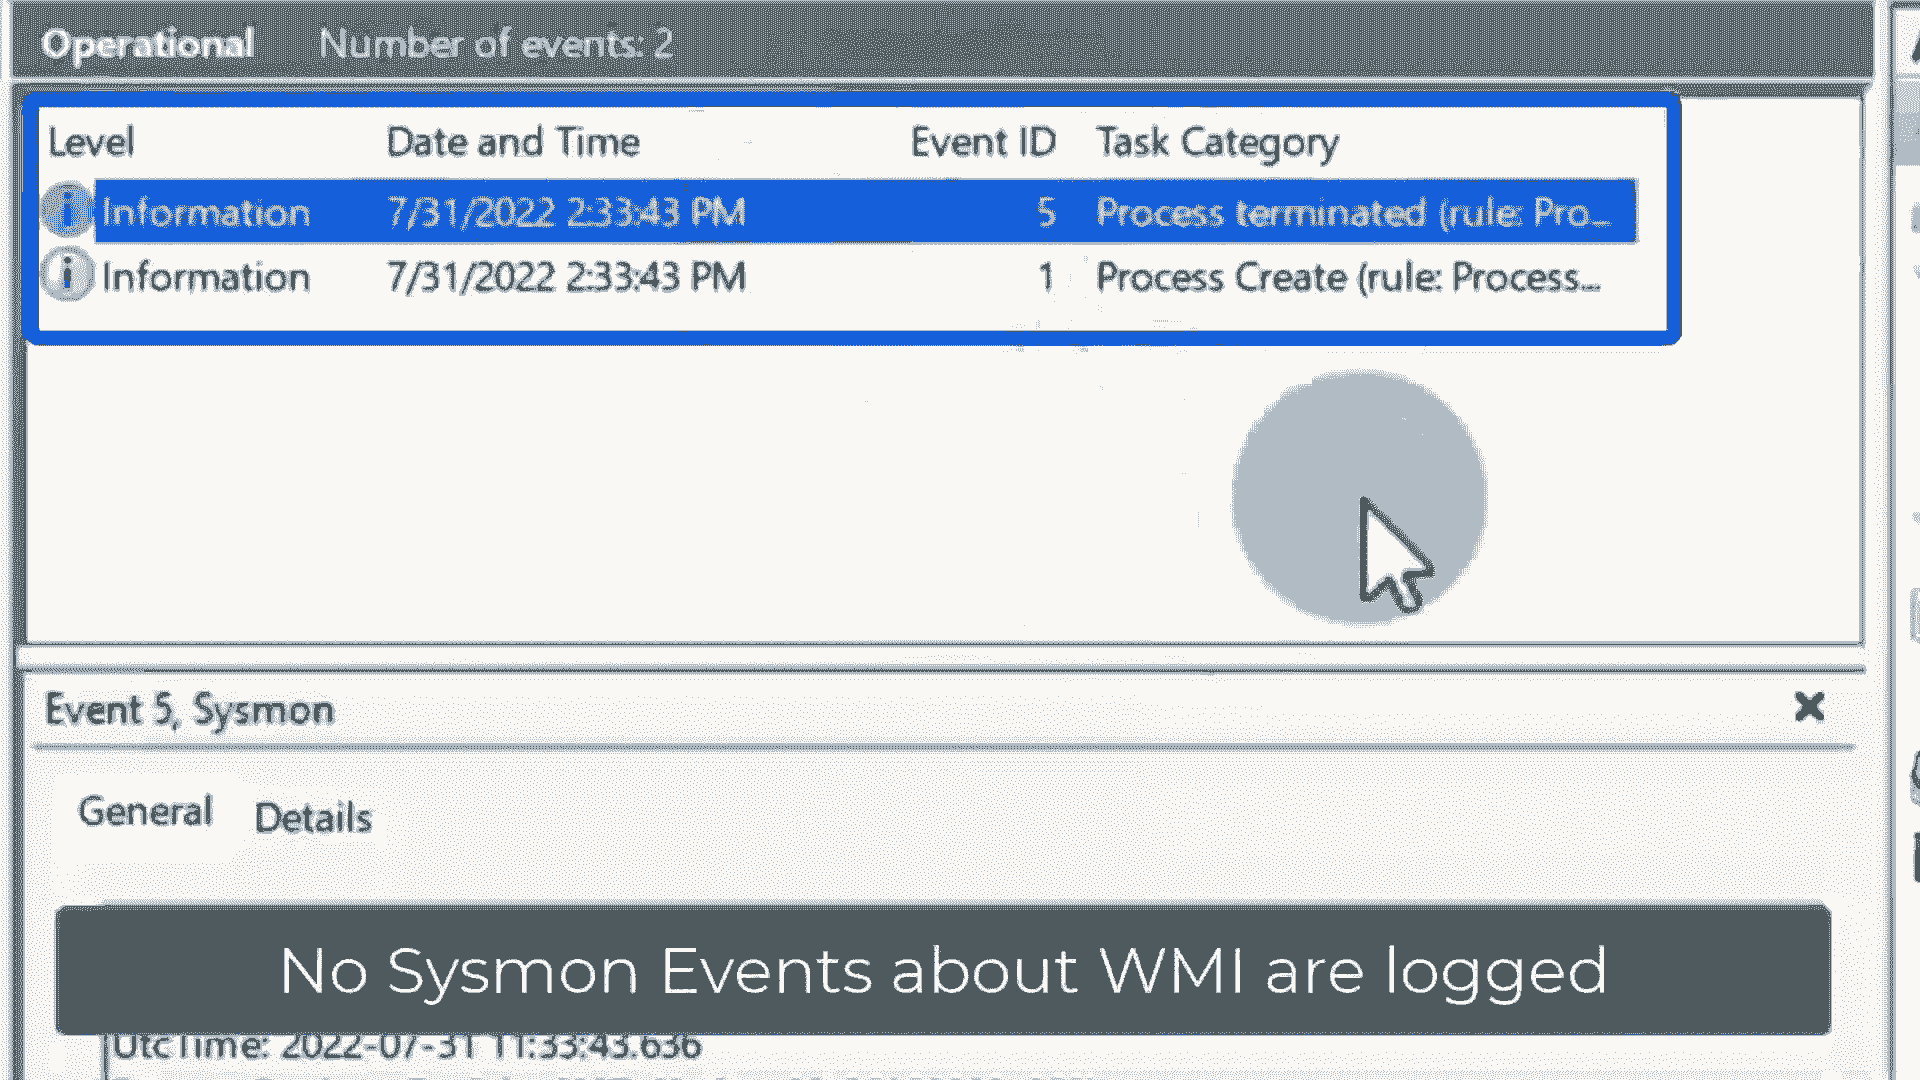 Operational Number of events: 2
Level Date and Time Event ID Task Category
Information 7/31/2022 2:33:43 PM 5 Process terminated (rule: Pro...
Information 7/31/2022 2:33:43 PM 1 Process Create (rule: Process...
Event 5, Sysmon
General Details
No Sysmon Events about WMI are logged
UtcTime: 2022-07-31 11:33:43.636